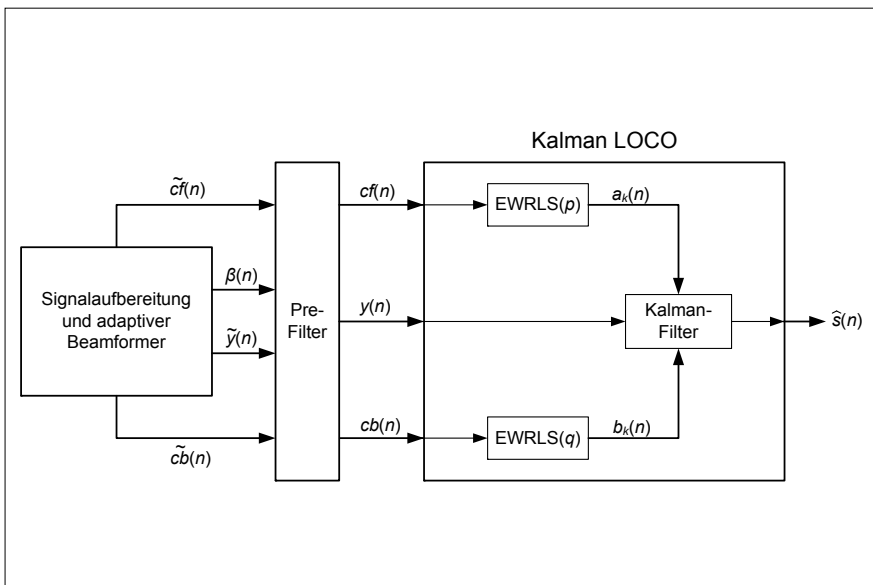 Kalman LOCO
c̃f(n)
cf(n)
EWRLS(p)
aₖ(n)
Signalaufbereitung
und adaptiver
Beamformer
β(n)
ỹ(n)
Pre-
Filter
y(n)
Kalman-
Filter
ŝ(n)
c̃b(n)
cb(n)
EWRLS(q)
bₖ(n)